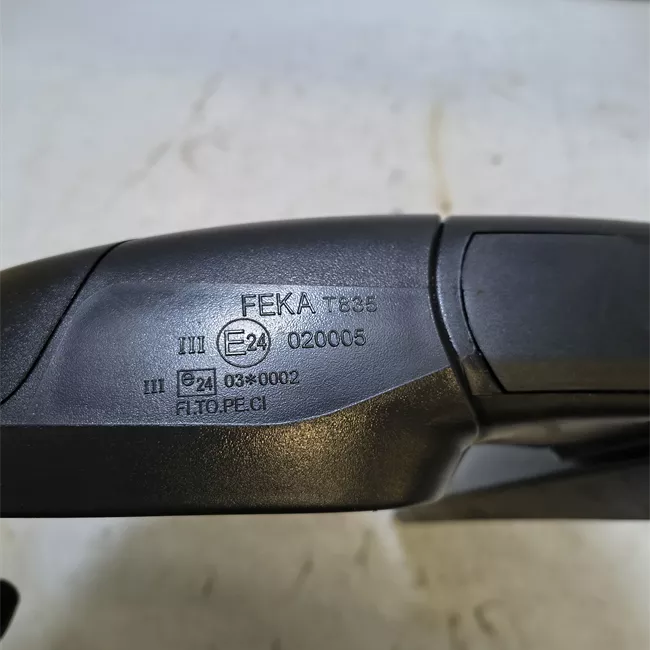 FEKA T835
III E24 020005
III e24 03*0002
FI.TO.PE.CI